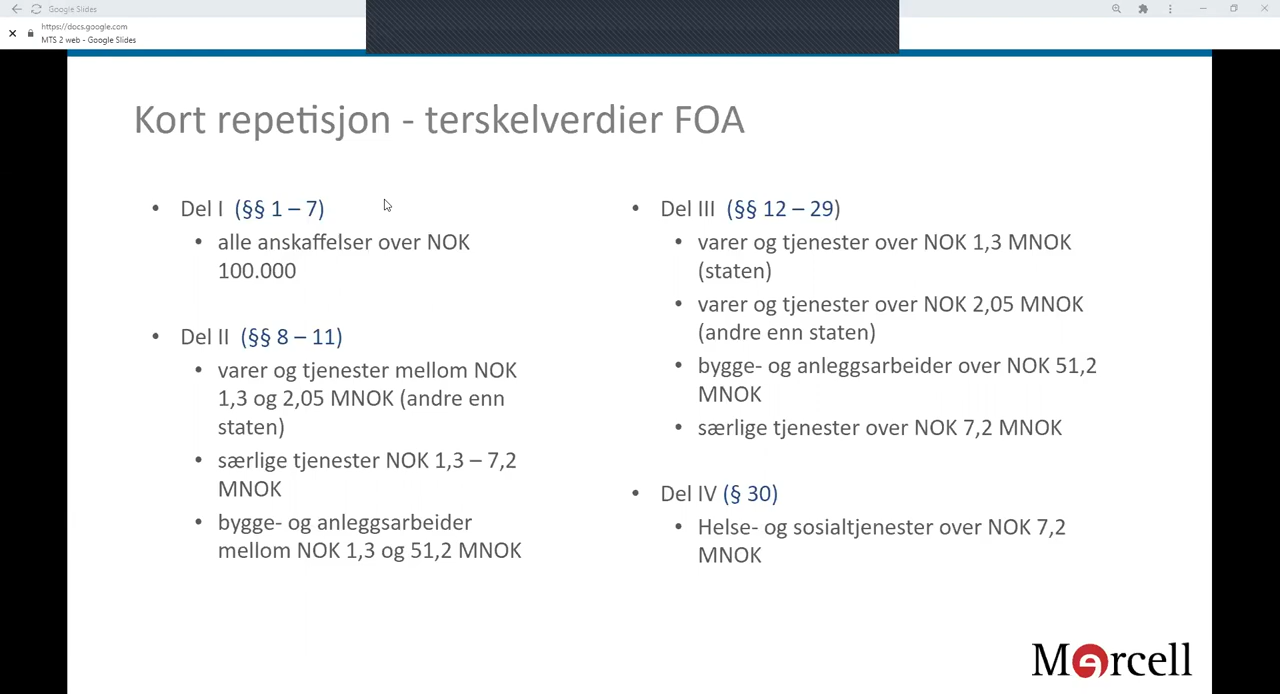 Google Slides
https://docs.google.com
MTS 2 web - Google Slides
Kort repetisjon - terskelverdier FOA
• Del I (§§ 1 – 7)
• alle anskaffelser over NOK
100.000
• Del II (§§ 8 – 11)
• varer og tjenester mellom NOK
1,3 og 2,05 MNOK (andre enn
staten)
• særlige tjenester NOK 1,3 – 7,2
MNOK
• bygge- og anleggsarbeider
mellom NOK 1,3 og 51,2 MNOK
• Del III (§§ 12 – 29)
• varer og tjenester over NOK 1,3 MNOK
(staten)
• varer og tjenester over NOK 2,05 MNOK
(andre enn staten)
• bygge- og anleggsarbeider over NOK 51,2
MNOK
• særlige tjenester over NOK 7,2 MNOK
• Del IV (§ 30)
• Helse- og sosialtjenester over NOK 7,2
MNOK
Mercell